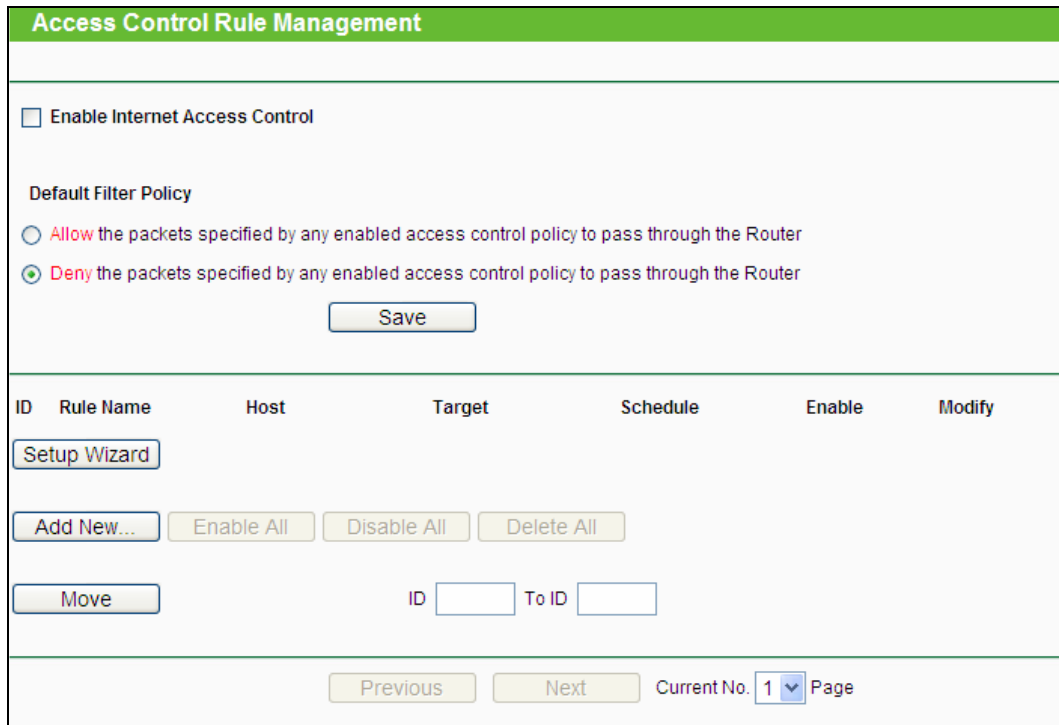 Access Control Rule Management
Enable Internet Access Control
Default Filter Policy
Allow the packets specified by any enabled access control policy to pass through the Router
Deny the packets specified by any enabled access control policy to pass through the Router
Save
ID Rule Name Host Target Schedule Enable Modify
Setup Wizard
Add New... Enable All Disable All Delete All
Move ID To ID
Previous Next Current No. 1 Page